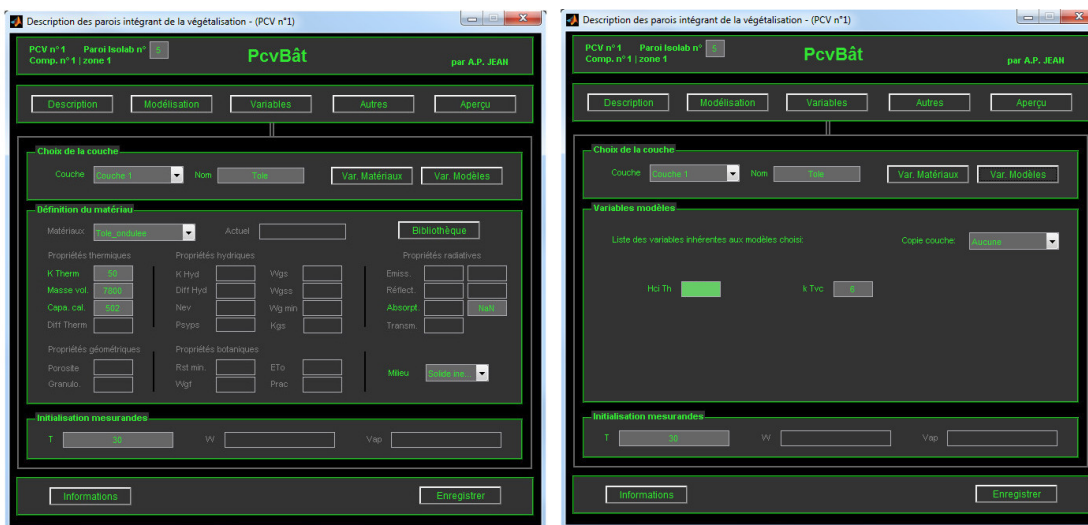 Description des parois intégrant de la végétalisation - (PCV n°1)
PCV n°1 Paroi Isolab n° 5
Comp. n°1 | zone 1
PcvBât
par A.P. JEAN
Description Modélisation Variables Autres Aperçu
Choix de la couche
Couche Couche 1 Nom Tole Var. Matériaux Var. Modèles
Définition du matériau
Matériaux Tole_ondulee Actuel Bibliothèque
Propriétés thermiques Propriétés hydriques Propriétés radiatives
K Therm 50 K Hyd Wgs Emiss.
Masse vol. 7800 Diff Hyd Wgss Réflect.
Capa. cal. 502 Nev Wg min Absorpt. NaN
Diff Therm Psyps Kgs Transm.
Propriétés géométriques Propriétés botaniques
Porosite Rst min. ETo
Granulo. Wgf Prac
Milieu Solide ine...
Initialisation mesurandes
T 30 W Vap
Informations Enregistrer
Description des parois intégrant de la végétalisation - (PCV n°1)
PCV n°1 Paroi Isolab n° 5
Comp. n°1 | zone 1
PcvBât
par A.P. JEAN
Description Modélisation Variables Autres Aperçu
Choix de la couche
Couche Couche 1 Nom Tole Var. Matériaux Var. Modèles
Variables modèles
Liste des variables inhérentes aux modèles choisi: Copie couche: Aucune
Hci Th k Tvc 6
Initialisation mesurandes
T 30 W Vap
Informations Enregistrer